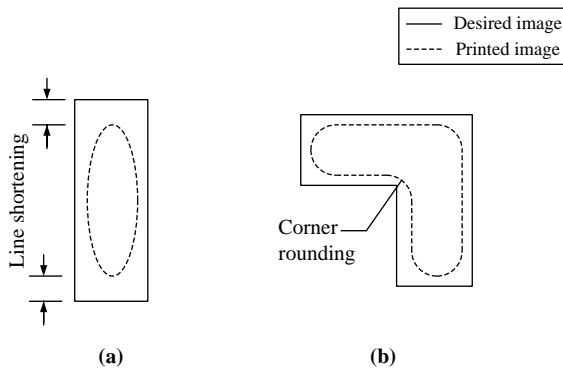 Desired image
Printed image
Line shortening
Corner
rounding
(a)
(b)